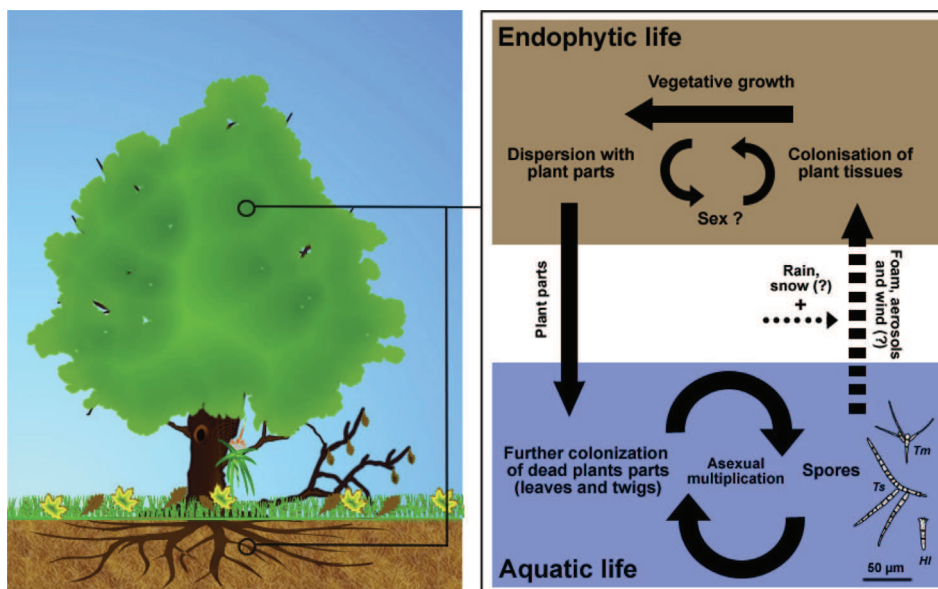 Endophytic life
Vegetative growth
Dispersion with
plant parts
Colonisation of
plant tissues
Sex ?
Plant parts
Rain,
snow (?)
+
Foam, aerosols
and wind (?)
Further colonization
of dead plants parts
(leaves and twigs)
Asexual
multiplication
Spores
Tm
Ts
Hl
50 µm
Aquatic life